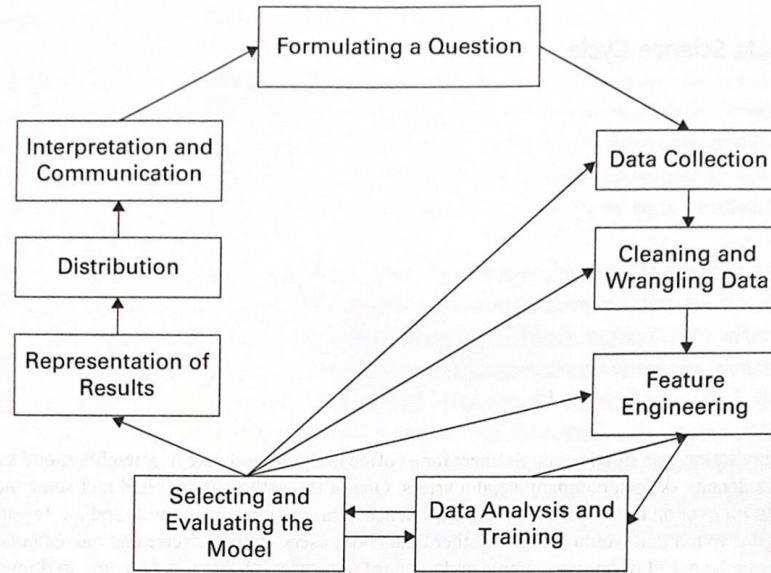 Formulating a Question
Interpretation and
Communication
Data Collection
Distribution
Cleaning and
Wrangling Data
Representation of
Results
Feature
Engineering
Selecting and
Evaluating the
Model
Data Analysis and
Training